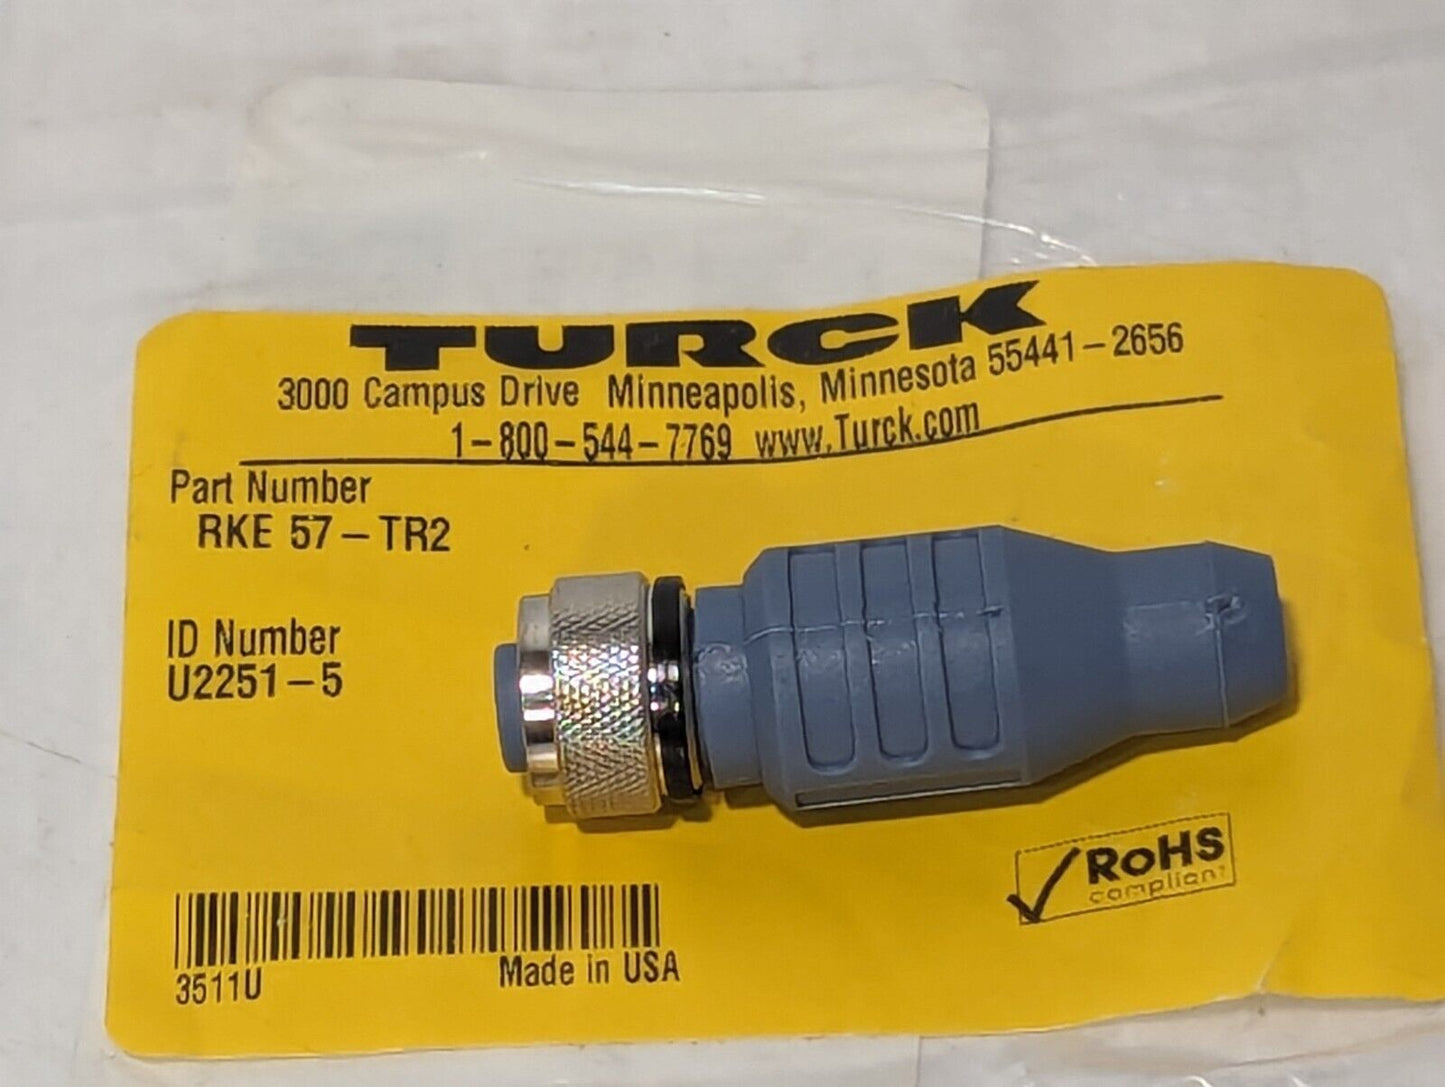 TURCK
3000 Campus Drive Minneapolis, Minnesota 55441-2656
1-800-544-7769 www.Turck.com
Part Number
RKE 57-TR2
ID Number
U2251-5
RoHS
compliant
3511U
Made in USA